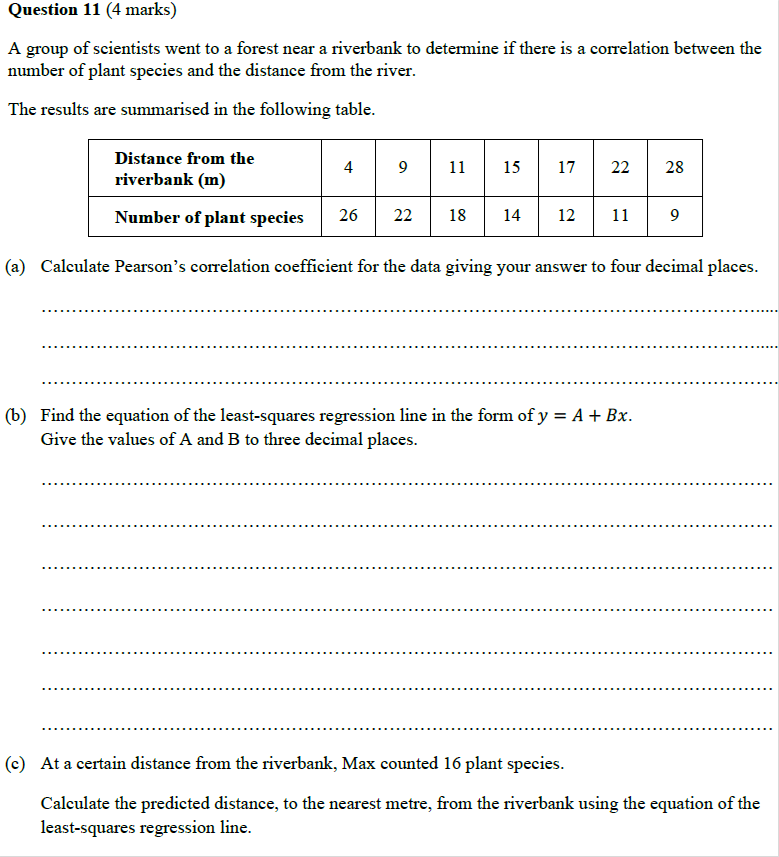 Question 11 (4 marks)
A group of scientists went to a forest near a riverbank to determine if there is a correlation between the
number of plant species and the distance from the river.
The results are summarised in the following table.
Distance from the
riverbank (m) 4 9 11 15 17 22 28
Number of plant species 26 22 18 14 12 11 9
(a) Calculate Pearson’s correlation coefficient for the data giving your answer to four decimal places.
(b) Find the equation of the least-squares regression line in the form of y = A + Bx.
Give the values of A and B to three decimal places.
(c) At a certain distance from the riverbank, Max counted 16 plant species.
Calculate the predicted distance, to the nearest metre, from the riverbank using the equation of the
least-squares regression line.